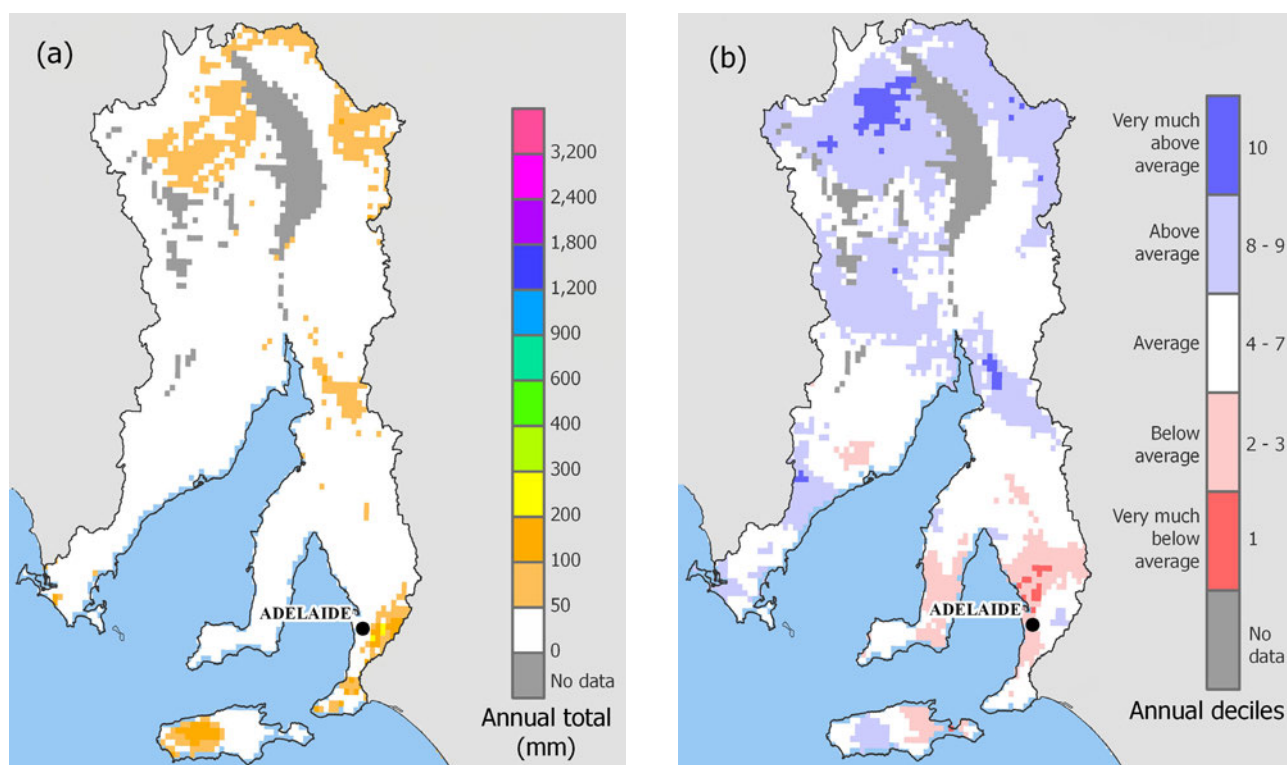 (a)
3,200
2,400
1,800
1,200
900
600
400
300
200
100
50
0
No data
Annual total
(mm)
ADELAIDE
(b)
Very much
above
average
10
Above
average
8 - 9
Average
4 - 7
Below
average
2 - 3
Very much
below
average
1
No
data
Annual deciles
ADELAIDE